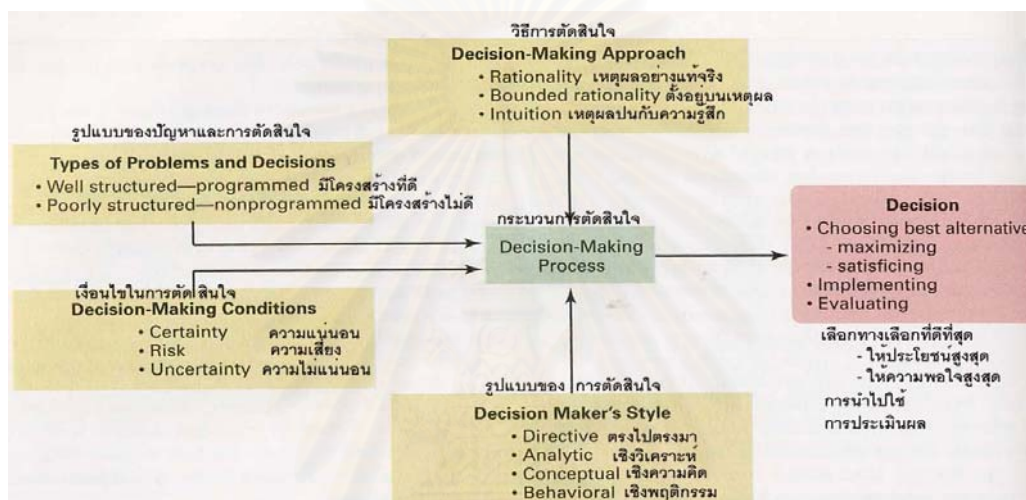 วิธีการตัดสินใจ
Decision-Making Approach
• Rationality เหตุผลอย่างแท้จริง
• Bounded rationality ตั้งอยู่บนเหตุผล
• Intuition เหตุผลปนกับความรู้สึก
รูปแบบของปัญหาและการตัดสินใจ
Types of Problems and Decisions
• Well structured—programmed มีโครงสร้างที่ดี
• Poorly structured—nonprogrammed มีโครงสร้างไม่ดี
กระบวนการตัดสินใจ
Decision-Making
Process
Decision
• Choosing best alternative
- maximizing
- satisficing
• Implementing
• Evaluating
เงื่อนไขในการตัดสินใจ
Decision-Making Conditions
• Certainty ความแน่นอน
• Risk ความเสี่ยง
• Uncertainty ความไม่แน่นอน
เลือกทางเลือกที่ดีที่สุด
- ให้ประโยชน์สูงสุด
- ให้ความพอใจสูงสุด
การนำไปใช้
การประเมินผล
รูปแบบของ การตัดสินใจ
Decision Maker's Style
• Directive ตรงไปตรงมา
• Analytic เชิงวิเคราะห์
• Conceptual เชิงความคิด
• Behavioral เชิงพฤติกรรม